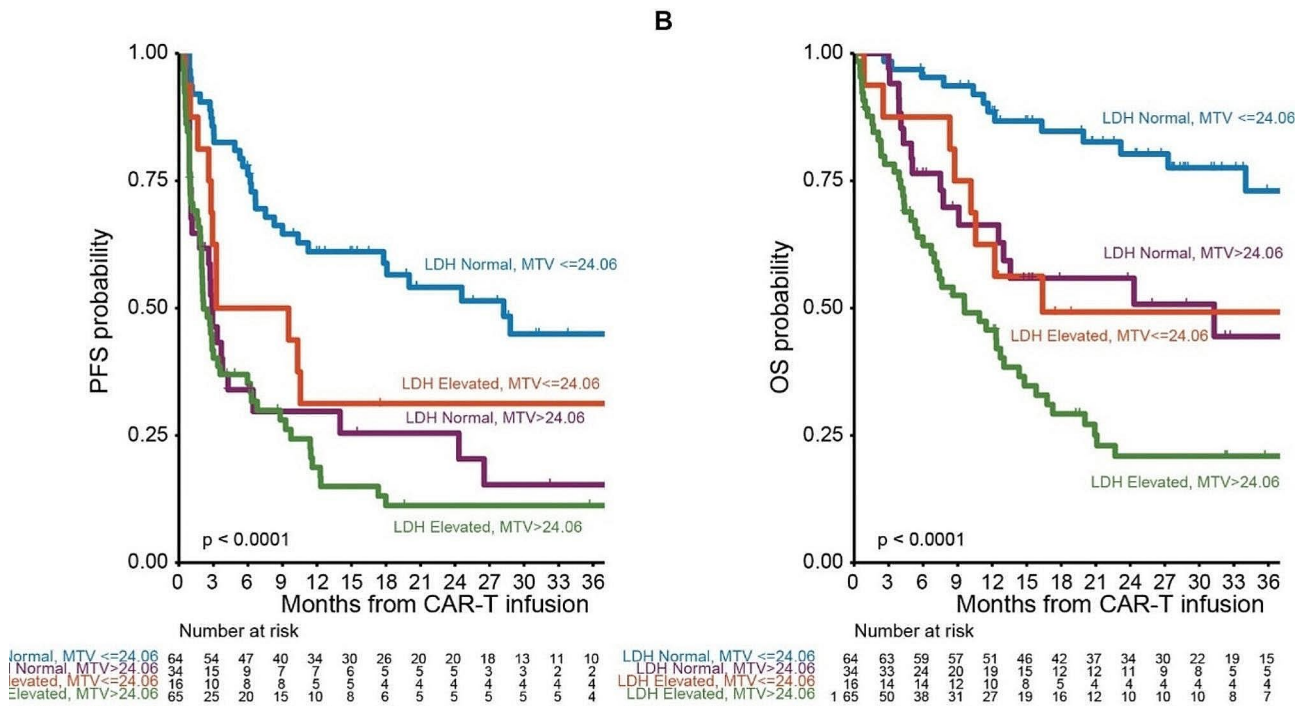 B
1.00
0.75
0.50
0.25
0.00
PFS probability
LDH Normal, MTV <=24.06
LDH Elevated, MTV<=24.06
LDH Normal, MTV>24.06
LDH Elevated, MTV>24.06
p < 0.0001
0 3 6 9 12 15 18 21 24 27 30 33 36
Months from CAR-T infusion
Number at risk
Normal, MTV <=24.06 64 54 47 40 34 30 26 20 20 18 13 11 10
Normal, MTV>24.06 34 15 9 7 7 6 5 5 5 3 3 2 2
levated, MTV<=24.06 16 10 8 8 5 5 4 4 4 4 4 4 4
Elevated, MTV>24.06 65 25 20 15 10 8 6 5 5 5 5 5 4
1.00
0.75
0.50
0.25
0.00
OS probability
LDH Normal, MTV <=24.06
LDH Normal, MTV>24.06
LDH Elevated, MTV<=24.06
LDH Elevated, MTV>24.06
p < 0.0001
0 3 6 9 12 15 18 21 24 27 30 33 36
Months from CAR-T infusion
Number at risk
LDH Normal, MTV <=24.06 64 63 59 57 51 46 42 37 34 30 22 19 15
LDH Normal, MTV>24.06 34 33 24 20 19 15 12 12 11 9 8 5 5
LDH Elevated, MTV<=24.06 16 14 14 12 10 8 5 4 4 4 4 4 4
LDH Elevated, MTV>24.06 1 65 50 38 31 27 19 16 12 10 10 10 8 7